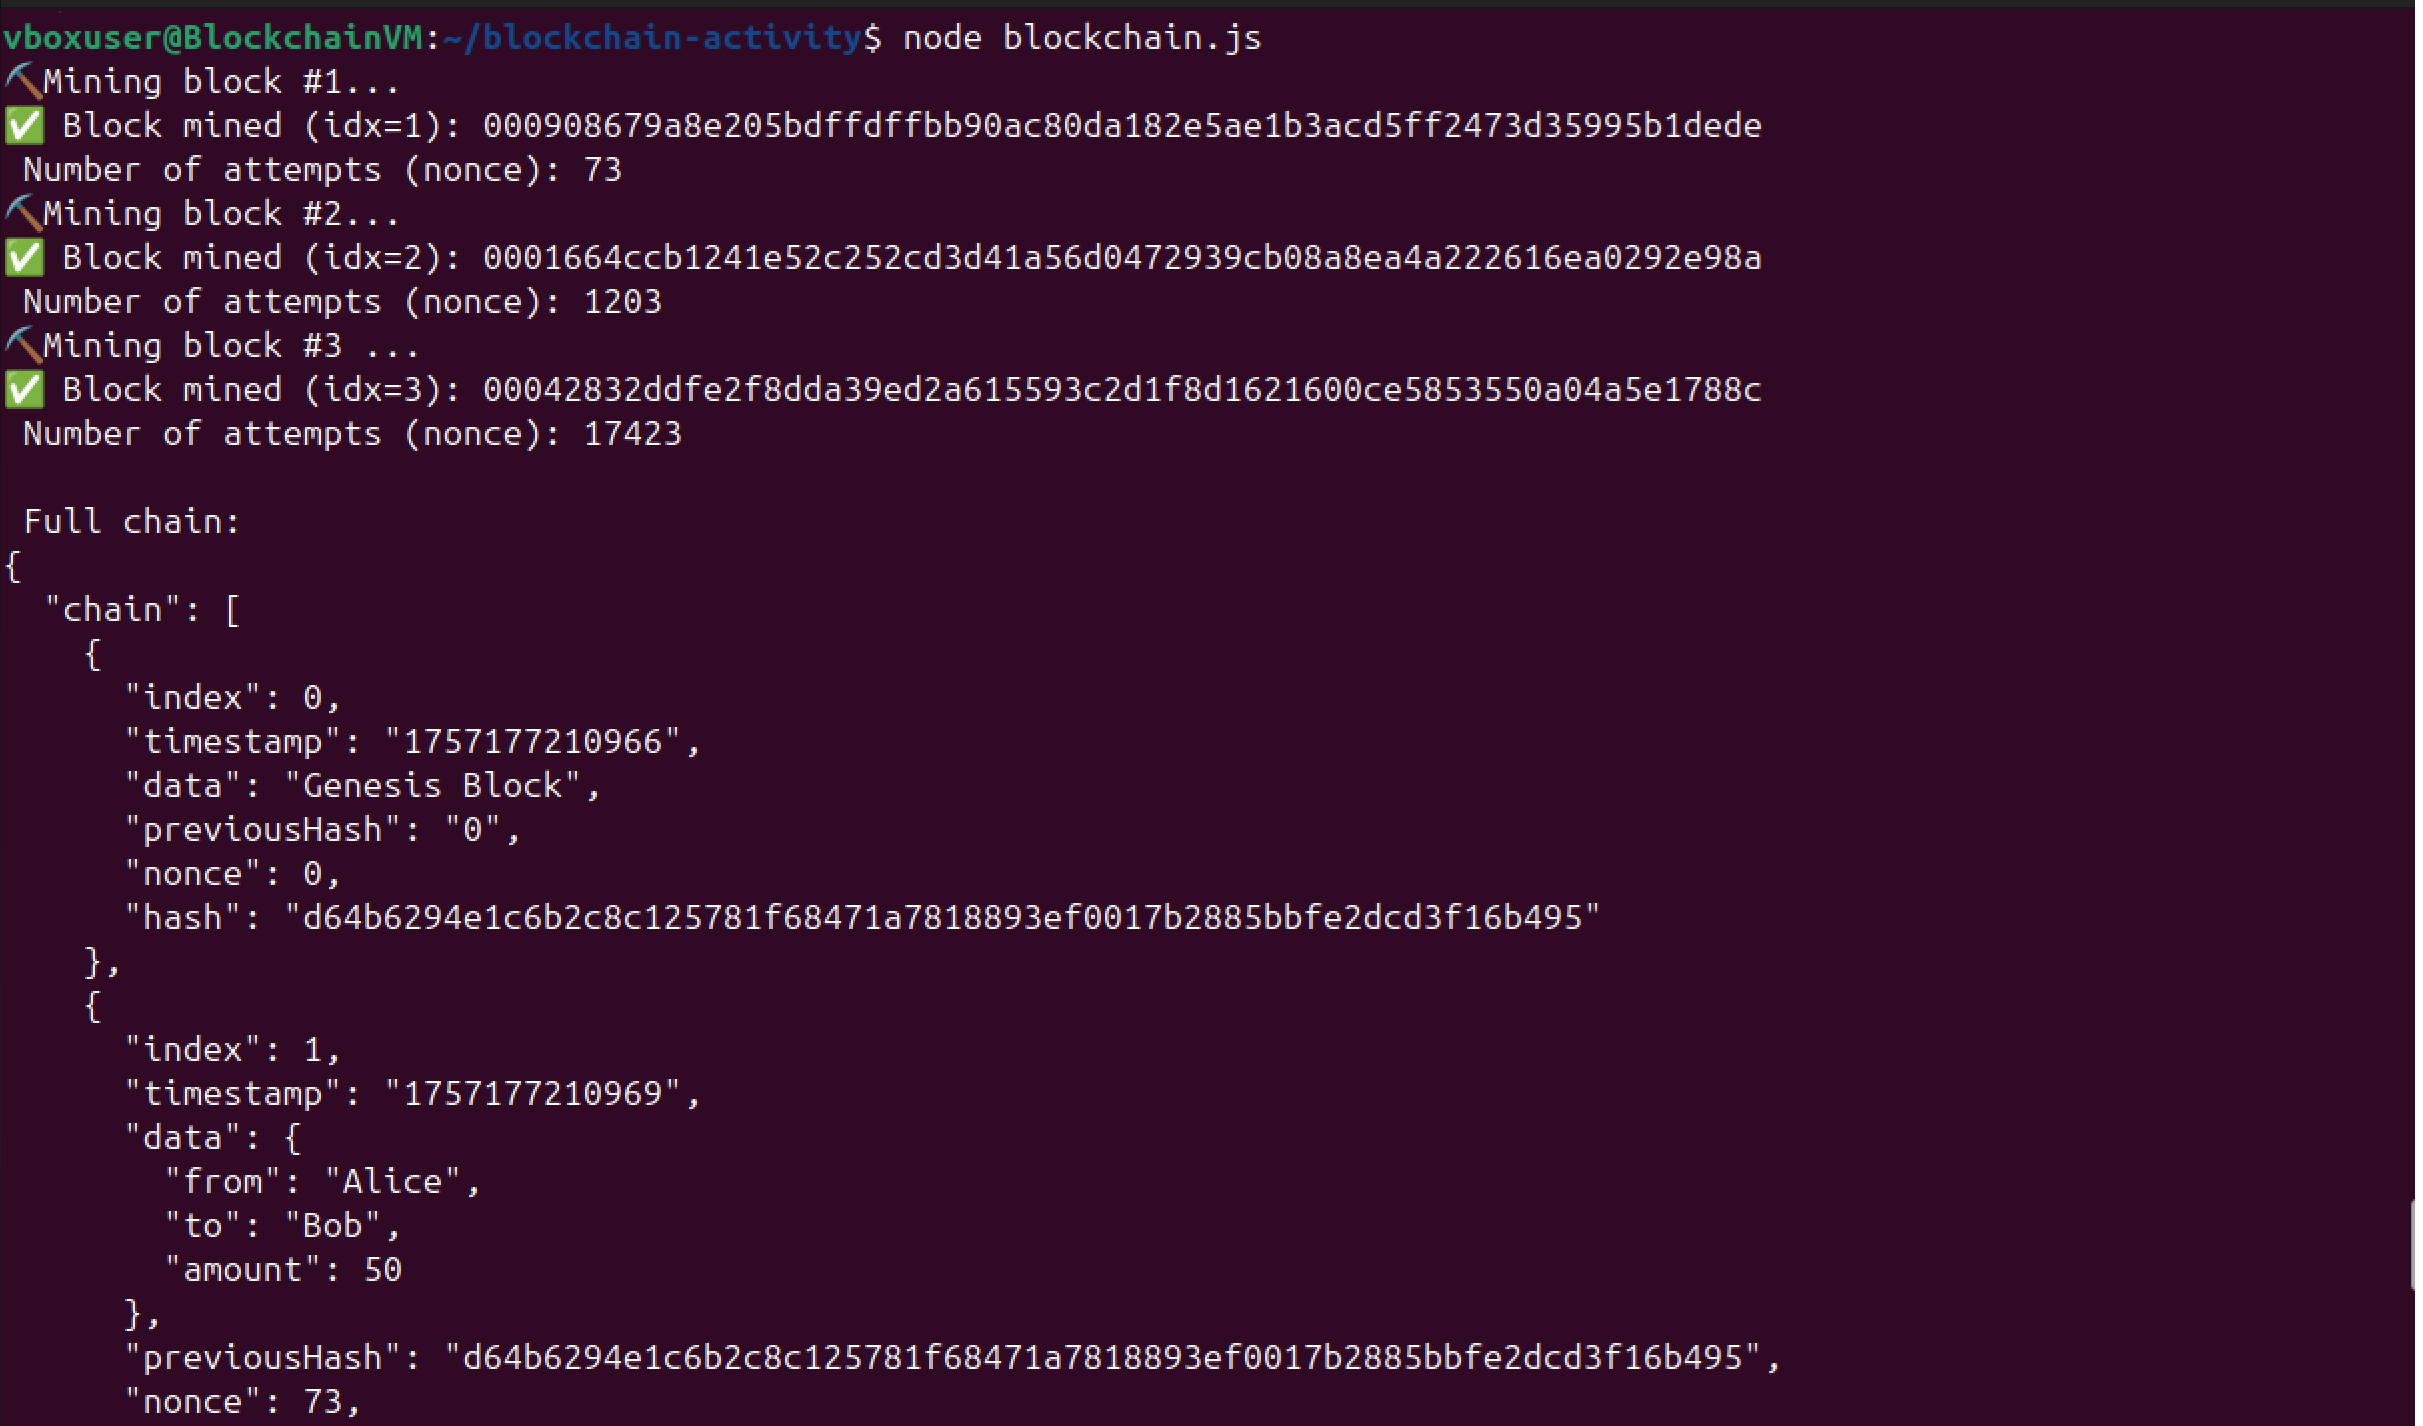 vboxuser@BlockchainVM:~/blockchain-activity$ node blockchain.js
⛏️Mining block #1...
✅ Block mined (idx=1): 000908679a8e205bdffdffbb90ac80da182e5ae1b3acd5ff2473d35995b1dede
 Number of attempts (nonce): 73
⛏️Mining block #2...
✅ Block mined (idx=2): 0001664ccb1241e52c252cd3d41a56d0472939cb08a8ea4a222616ea0292e98a
 Number of attempts (nonce): 1203
⛏️Mining block #3 ...
✅ Block mined (idx=3): 00042832ddfe2f8dda39ed2a615593c2d1f8d1621600ce5853550a04a5e1788c
 Number of attempts (nonce): 17423

 Full chain:
{
  "chain": [
    {
      "index": 0,
      "timestamp": "1757177210966",
      "data": "Genesis Block",
      "previousHash": "0",
      "nonce": 0,
      "hash": "d64b6294e1c6b2c8c125781f68471a7818893ef0017b2885bbfe2dcd3f16b495"
    },
    {
      "index": 1,
      "timestamp": "1757177210969",
      "data": {
        "from": "Alice",
        "to": "Bob",
        "amount": 50
      },
      "previousHash": "d64b6294e1c6b2c8c125781f68471a7818893ef0017b2885bbfe2dcd3f16b495",
      "nonce": 73,